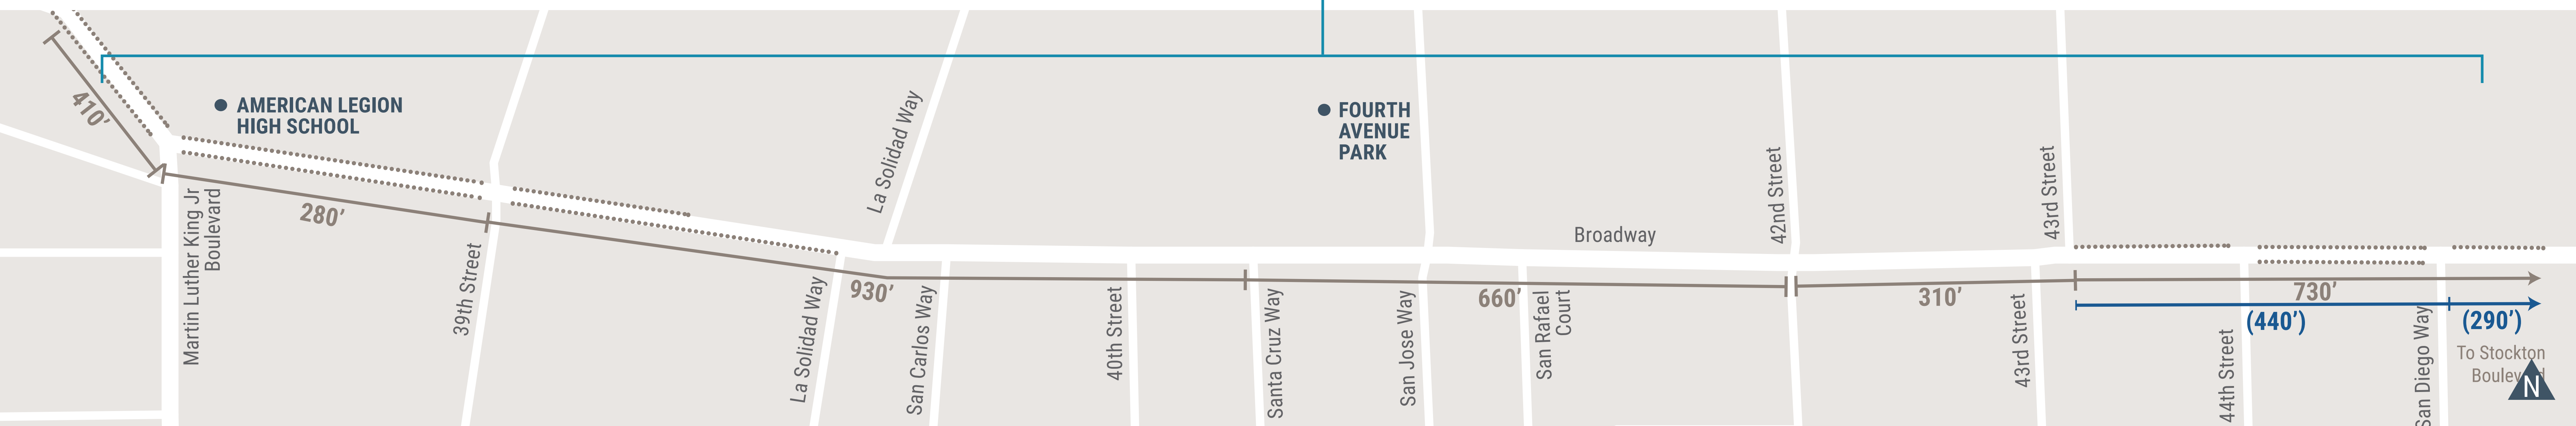 410’
AMERICAN LEGION
HIGH SCHOOL
Martin Luther King Jr
Boulevard
280’
39th Street
La Solidad Way
La Solidad Way
930’
San Carlos Way
40th Street
Santa Cruz Way
FOURTH
AVENUE
PARK
San Jose Way
660’
San Rafael
Court
Broadway
42nd Street
310’
43rd Street
43rd Street
730’
(440’)
(290’)
44th Street
San Diego Way
To Stockton
Boulevard
N